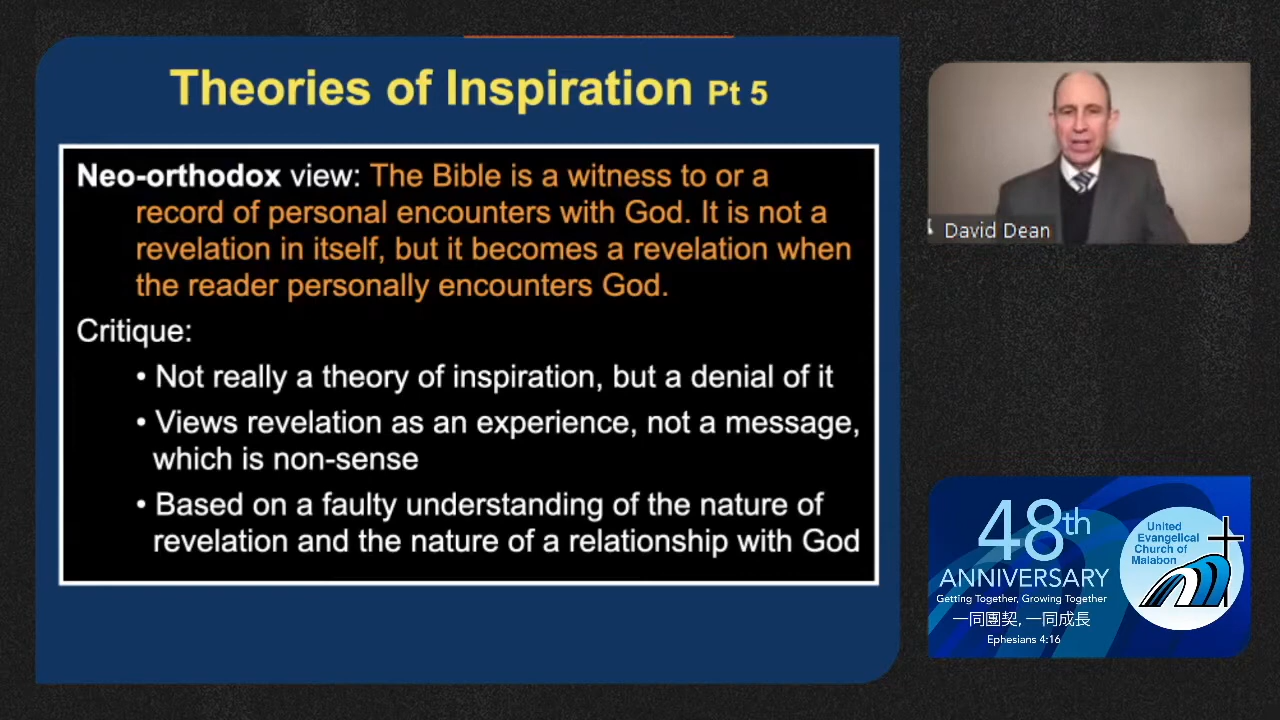 Theories of Inspiration Pt 5
Neo-orthodox view: The Bible is a witness to or a
record of personal encounters with God. It is not a
revelation in itself, but it becomes a revelation when
the reader personally encounters God.
Critique:
• Not really a theory of inspiration, but a denial of it
• Views revelation as an experience, not a message,
which is non-sense
• Based on a faulty understanding of the nature of
revelation and the nature of a relationship with God
David Dean
48th
ANNIVERSARY
Getting Together, Growing Together
一同團契, 一同成長
Ephesians 4:16
United
Evangelical
Church of
Malabon